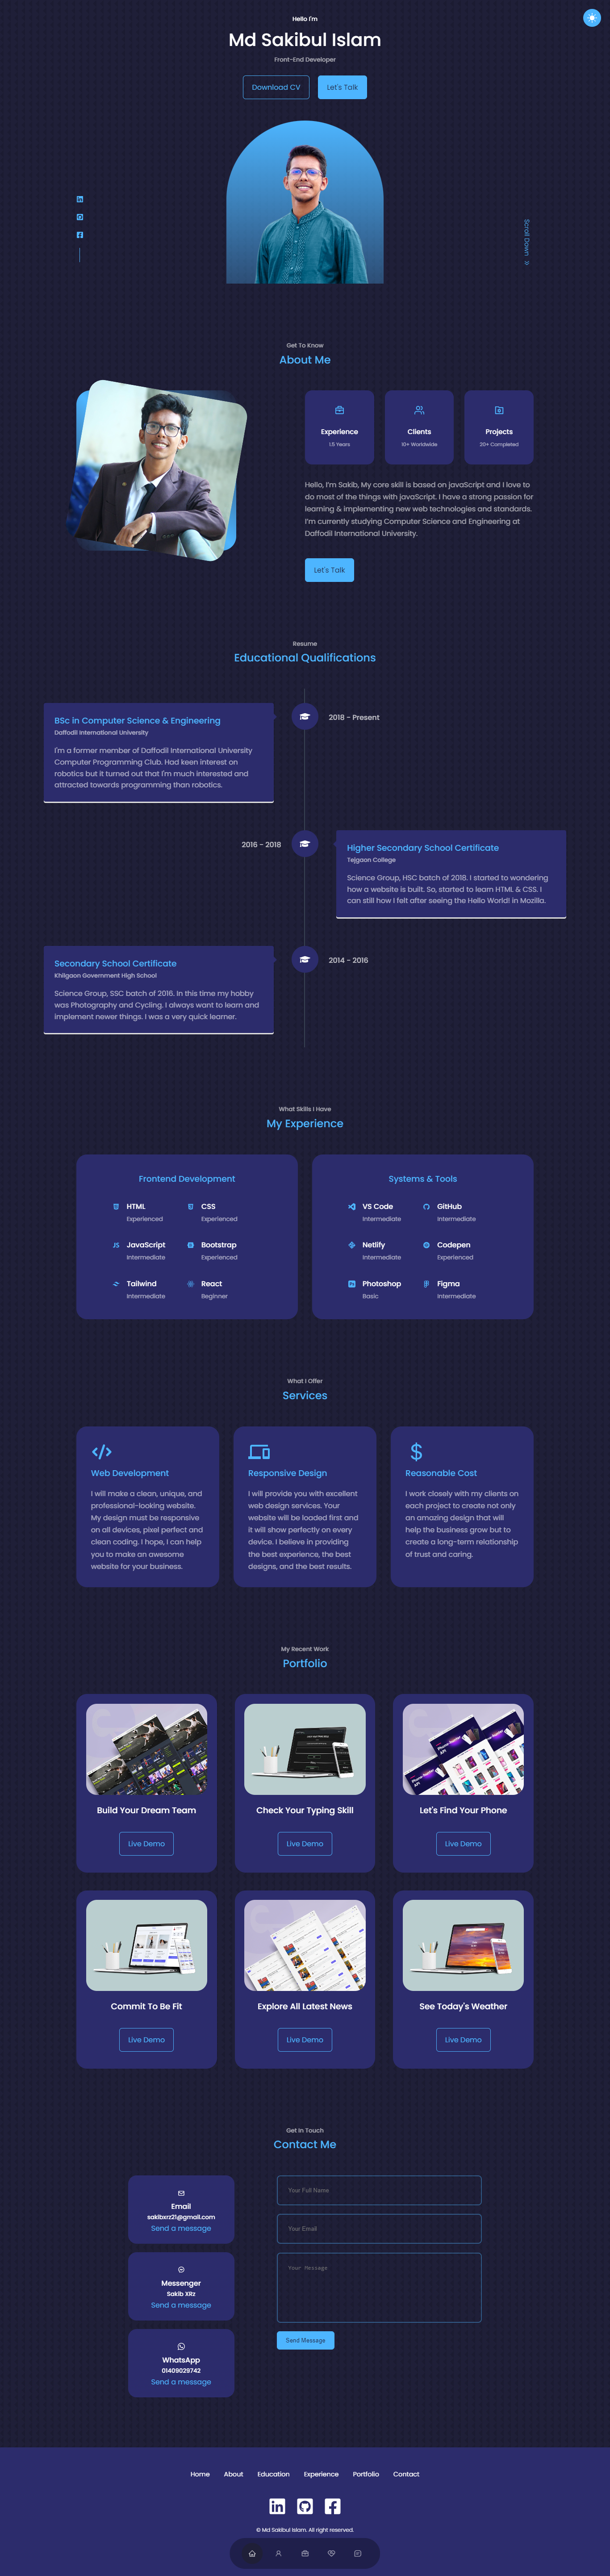 Hello I'm
Md Sakibul Islam
Front-End Developer
Download CV
Let's Talk
Scroll Down
Get To Know
About Me
Experience
1.5 Years
Clients
10+ Worldwide
Projects
20+ Completed
Hello, I'm Sakib, My core skill is based on javaScript and I love to
do most of the things with javaScript. I have a strong passion for
learning & implementing new web technologies and standards.
I'm currently studying Computer Science and Engineering at
Daffodil International University.
Let's Talk
Resume
Educational Qualifications
BSc in Computer Science & Engineering
Daffodil International University
I'm a former member of Daffodil International University
Computer Programming Club. Had keen interest on
robotics but it turned out that I'm much interested and
attracted towards programming than robotics.
2018 - Present
2016 - 2018
Higher Secondary School Certificate
Tejgaon College
Science Group, HSC batch of 2018. I started to wondering
how a website is built. So, started to learn HTML & CSS. I
can still how I felt after seeing the Hello World! in Mozilla.
Secondary School Certificate
Khilgaon Government High School
Science Group, SSC batch of 2016. In this time my hobby
was Photography and Cycling. I always want to learn and
implement newer things. I was a very quick learner.
2014 - 2016
What Skills I Have
My Experience
Frontend Development
HTML
Experienced
CSS
Experienced
JavaScript
Intermediate
Bootstrap
Experienced
Tailwind
Intermediate
React
Beginner
Systems & Tools
VS Code
Intermediate
GitHub
Intermediate
Netlify
Intermediate
Codepen
Experienced
Photoshop
Basic
Figma
Intermediate
What I Offer
Services
Web Development
I will make a clean, unique, and
professional-looking website.
My design must be responsive
on all devices, pixel perfect and
clean coding. I hope, I can help
you to make an awesome
website for your business.
Responsive Design
I will provide you with excellent
web design services. Your
website will be loaded first and
it will show perfectly on every
device. I believe in providing
the best experience, the best
designs, and the best results.
Reasonable Cost
I work closely with my clients on
each project to create not only
an amazing design that will
help the business grow but to
create a long-term relationship
of trust and caring.
My Recent Work
Portfolio
Build Your Dream Team
Live Demo
Check Your Typing Skill
Live Demo
Let's Find Your Phone
Live Demo
Commit To Be Fit
Live Demo
Explore All Latest News
Live Demo
See Today's Weather
Live Demo
Get In Touch
Contact Me
Email
sakibxrz21@gmail.com
Send a message
Messenger
Sakib XRz
Send a message
WhatsApp
01409029742
Send a message
Your Full Name
Your Email
Your Message
Send Message
Home
About
Education
Experience
Portfolio
Contact
© Md Sakibul Islam. All right reserved.